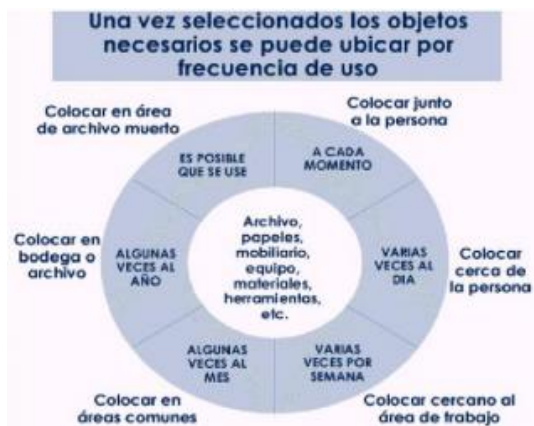 Una vez seleccionados los objetos
necesarios se puede ubicar por
frecuencia de uso
Colocar junto
a la persona
A CADA
MOMENTO
Colocar
cerca de
la persona
VARIAS
VECES AL
DIA
Colocar cercano al
área de trabajo
VARIAS
VECES POR
SEMANA
Colocar en
áreas comunes
ALGUNAS
VECES AL
MES
Colocar en
bodega o
archivo
ALGUNAS
VECES AL
AÑO
Colocar en área
de archivo muerto
ES POSIBLE
QUE SE USE
Archivo,
papeles,
mobiliario,
equipo,
materiales,
herramientas,
etc.